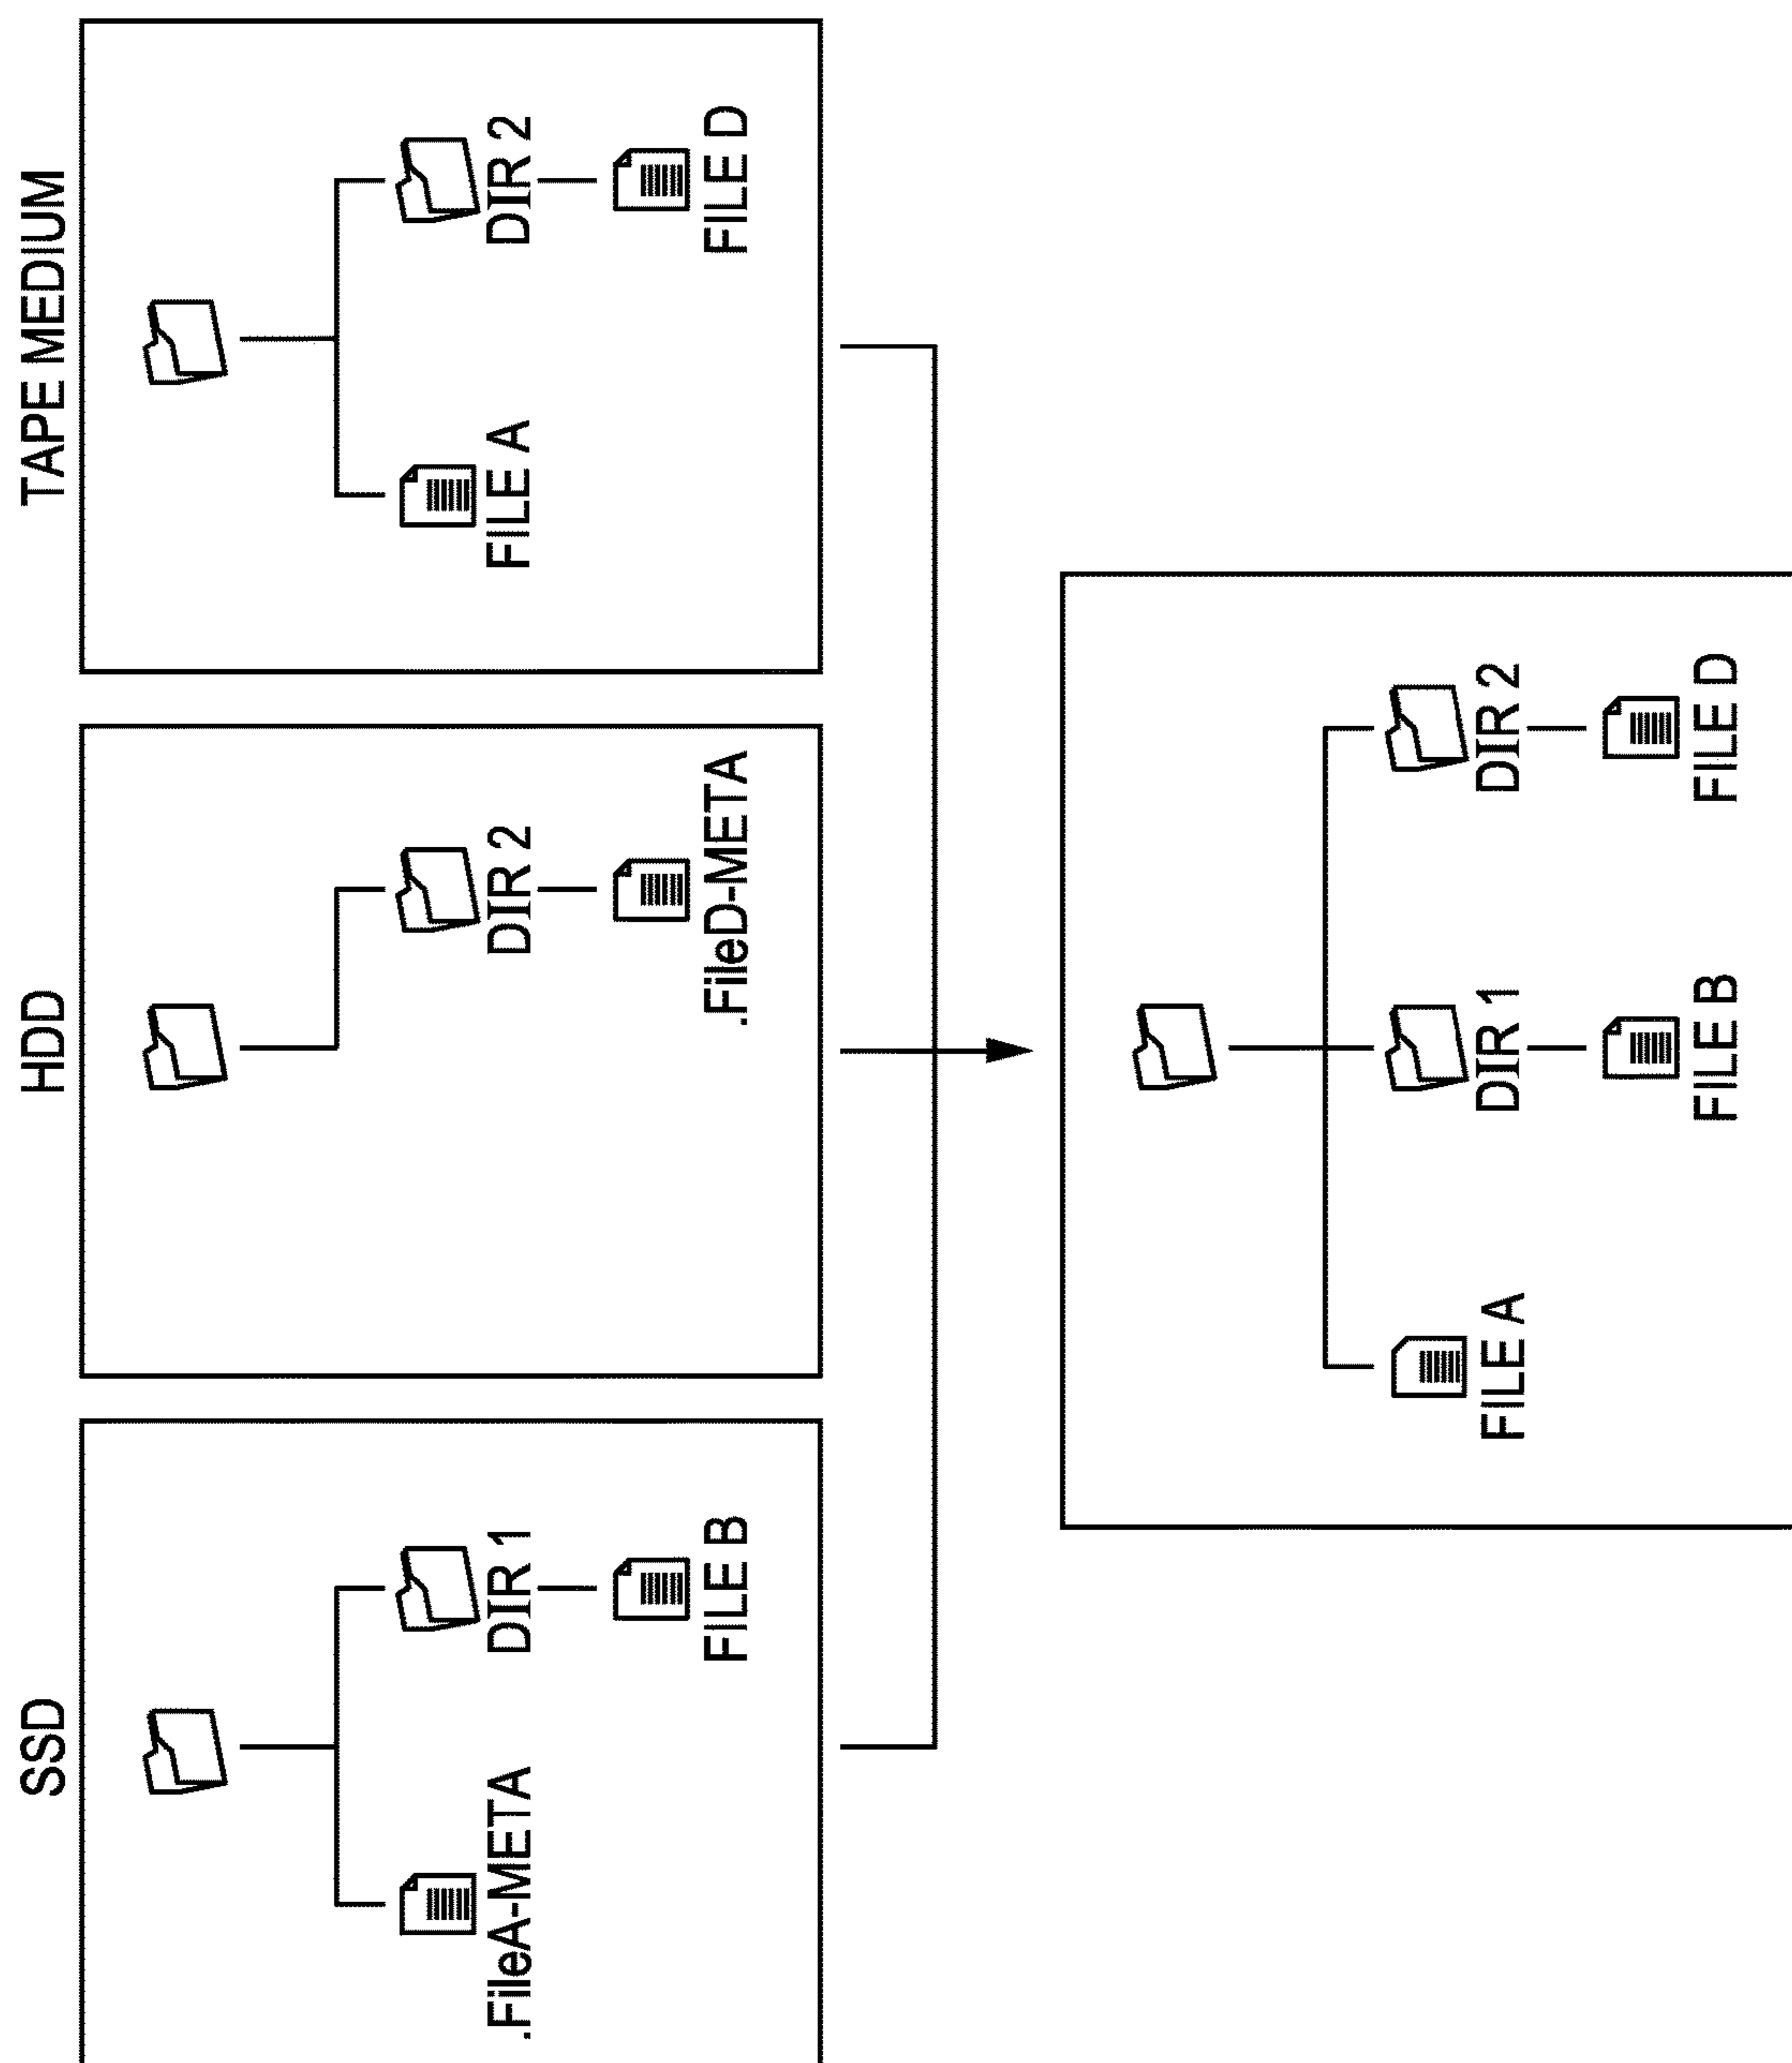 SSD
HDD
TAPE MEDIUM
.FileA-META
DIR 1
FILE B
DIR 2
.FileD-META
FILE A
DIR 2
FILE D
FILE A
DIR 1
DIR 2
FILE B
FILE D